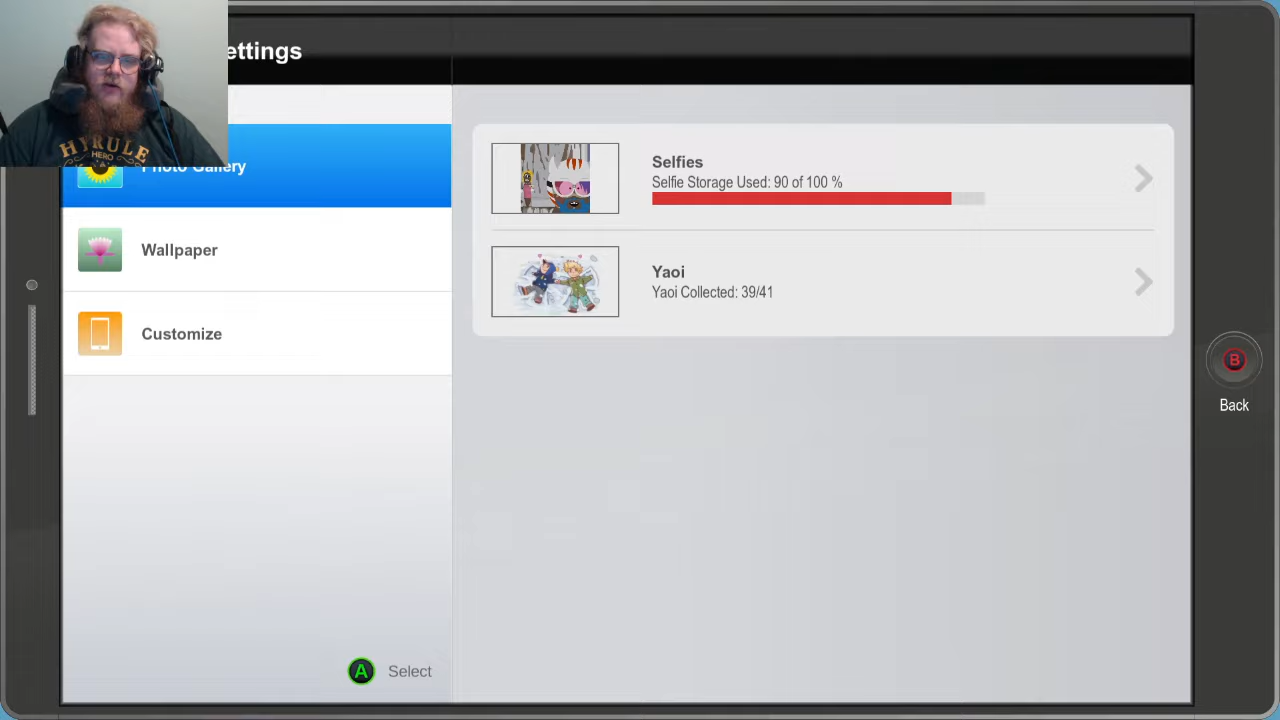 ettings
HYRULE
HERO
Photo Gallery
Wallpaper
Customize
Selfies
Selfie Storage Used: 90 of 100 %
Yaoi
Yaoi Collected: 39/41
B
Back
A Select